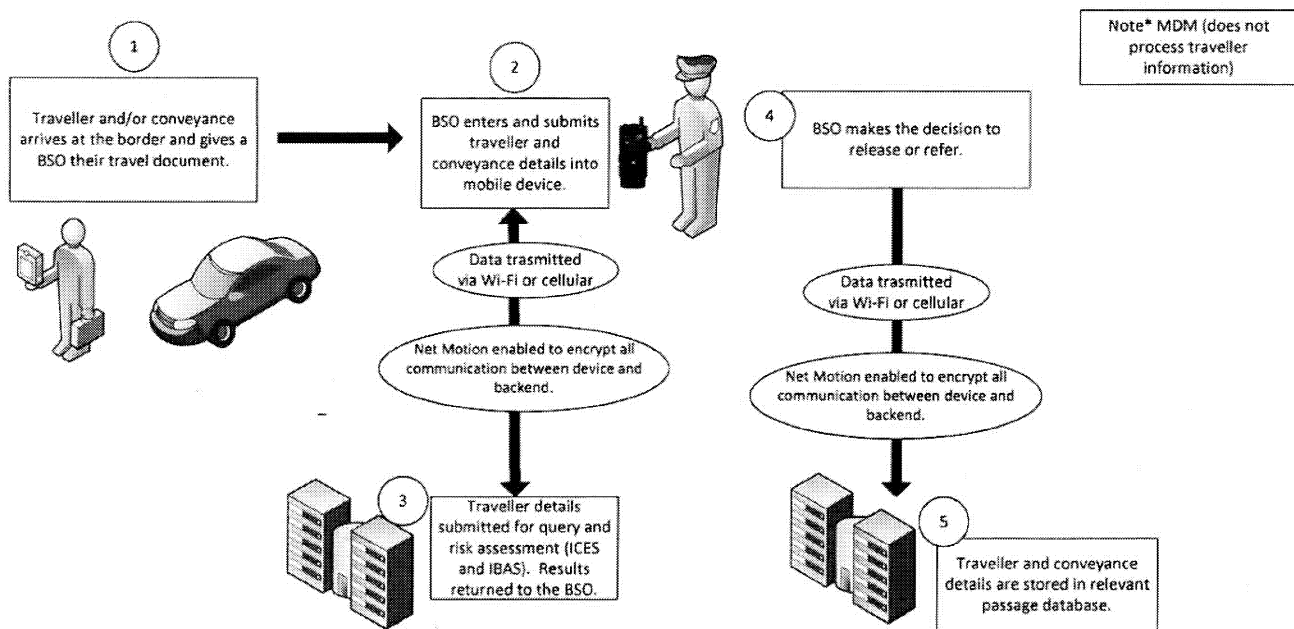 1
Traveller and/or conveyance
arrives at the border and gives a
BSO their travel document.
2
BSO enters and submits
traveller and
conveyance details into
mobile device.
Data trasmitted
via Wi-Fi or cellular
Net Motion enabled to encrypt all
communication between device and
backend.
3
Traveller details
submitted for query and
risk assessment (ICES
and IBAS). Results
returned to the BSO.
4
BSO makes the decision to
release or refer.
Data trasmitted
via Wi-Fi or cellular
Net Motion enabled to encrypt all
communication between device and
backend.
5
Traveller and conveyance
details are stored in relevant
passage database.
Note* MDM (does not
process traveller
information)